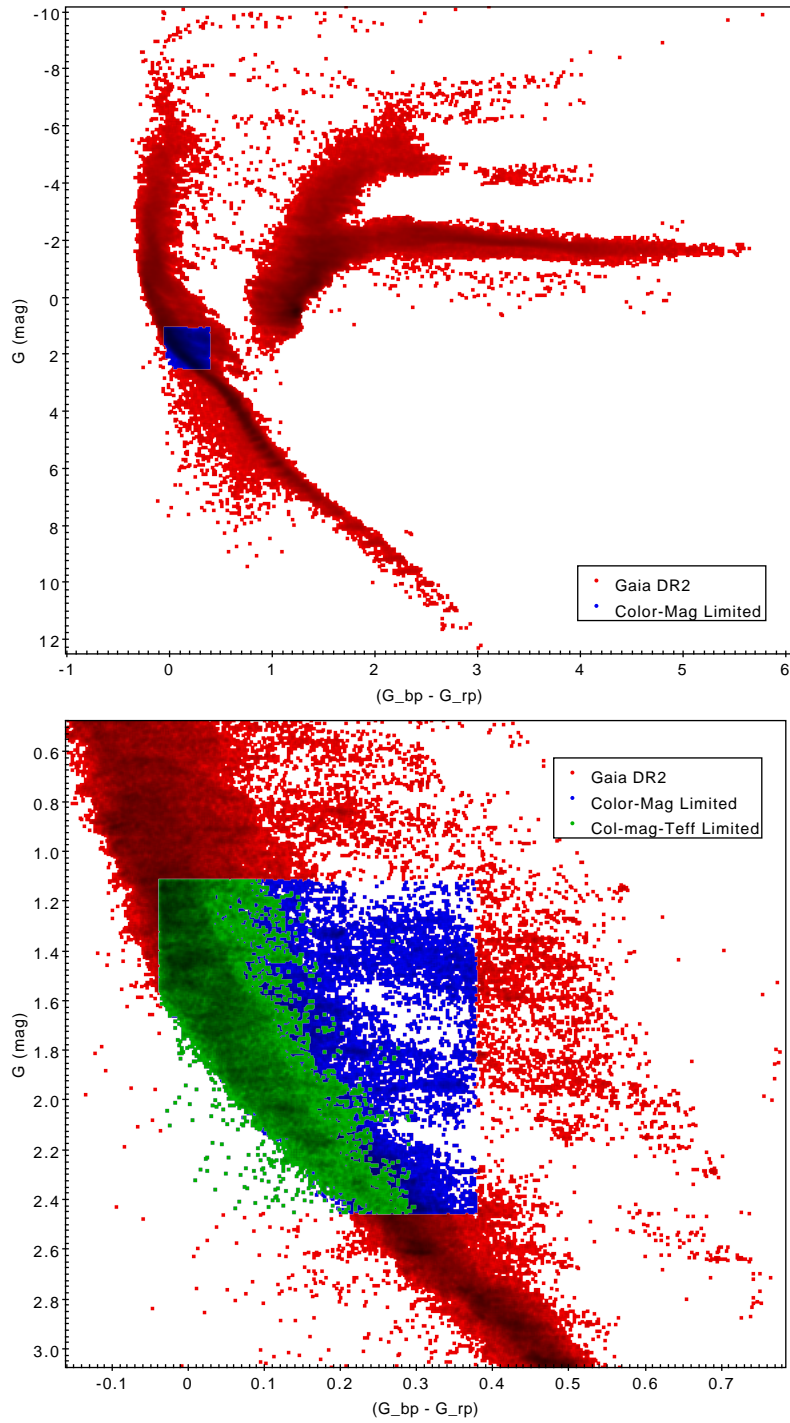 -10
-8
-6
-4
-2
0
2
4
6
8
10
12
G (mag)
Gaia DR2
Color-Mag Limited
-1 0 1 2 3 4 5 6
(G_bp - G_rp)
0.6
0.8
1.0
1.2
1.4
1.6
1.8
2.0
2.2
2.4
2.6
2.8
3.0
G (mag)
Gaia DR2
Color-Mag Limited
Col-mag-Teff Limited
-0.1 0 0.1 0.2 0.3 0.4 0.5 0.6 0.7
(G_bp - G_rp)